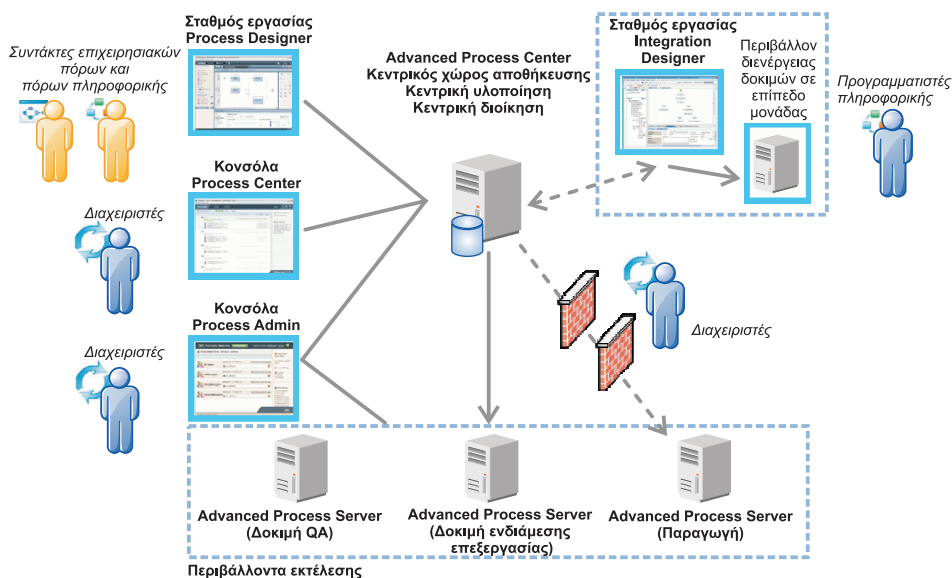 Συντάκτες επιχειρησιακών
πόρων και
πόρων πληροφορικής
Σταθμός εργασίας
Process Designer
Advanced Process Center
Κεντρικός χώρος αποθήκευσης
Κεντρική υλοποίηση
Κεντρική διοίκηση
Σταθμός εργασίας
Integration
Designer
Περιβάλλον
διενέργειας
δοκιμών σε
επίπεδο
μονάδας
Προγραμματιστές
πληροφορικής
Κονσόλα
Process Center
Διαχειριστές
Κονσόλα
Process Admin
Διαχειριστές
Διαχειριστές
Advanced Process Server
(Δοκιμή QA)
Advanced Process Server
(Δοκιμή ενδιάμεσης
επεξεργασίας)
Advanced Process Server
(Παραγωγή)
Περιβάλλοντα εκτέλεσης